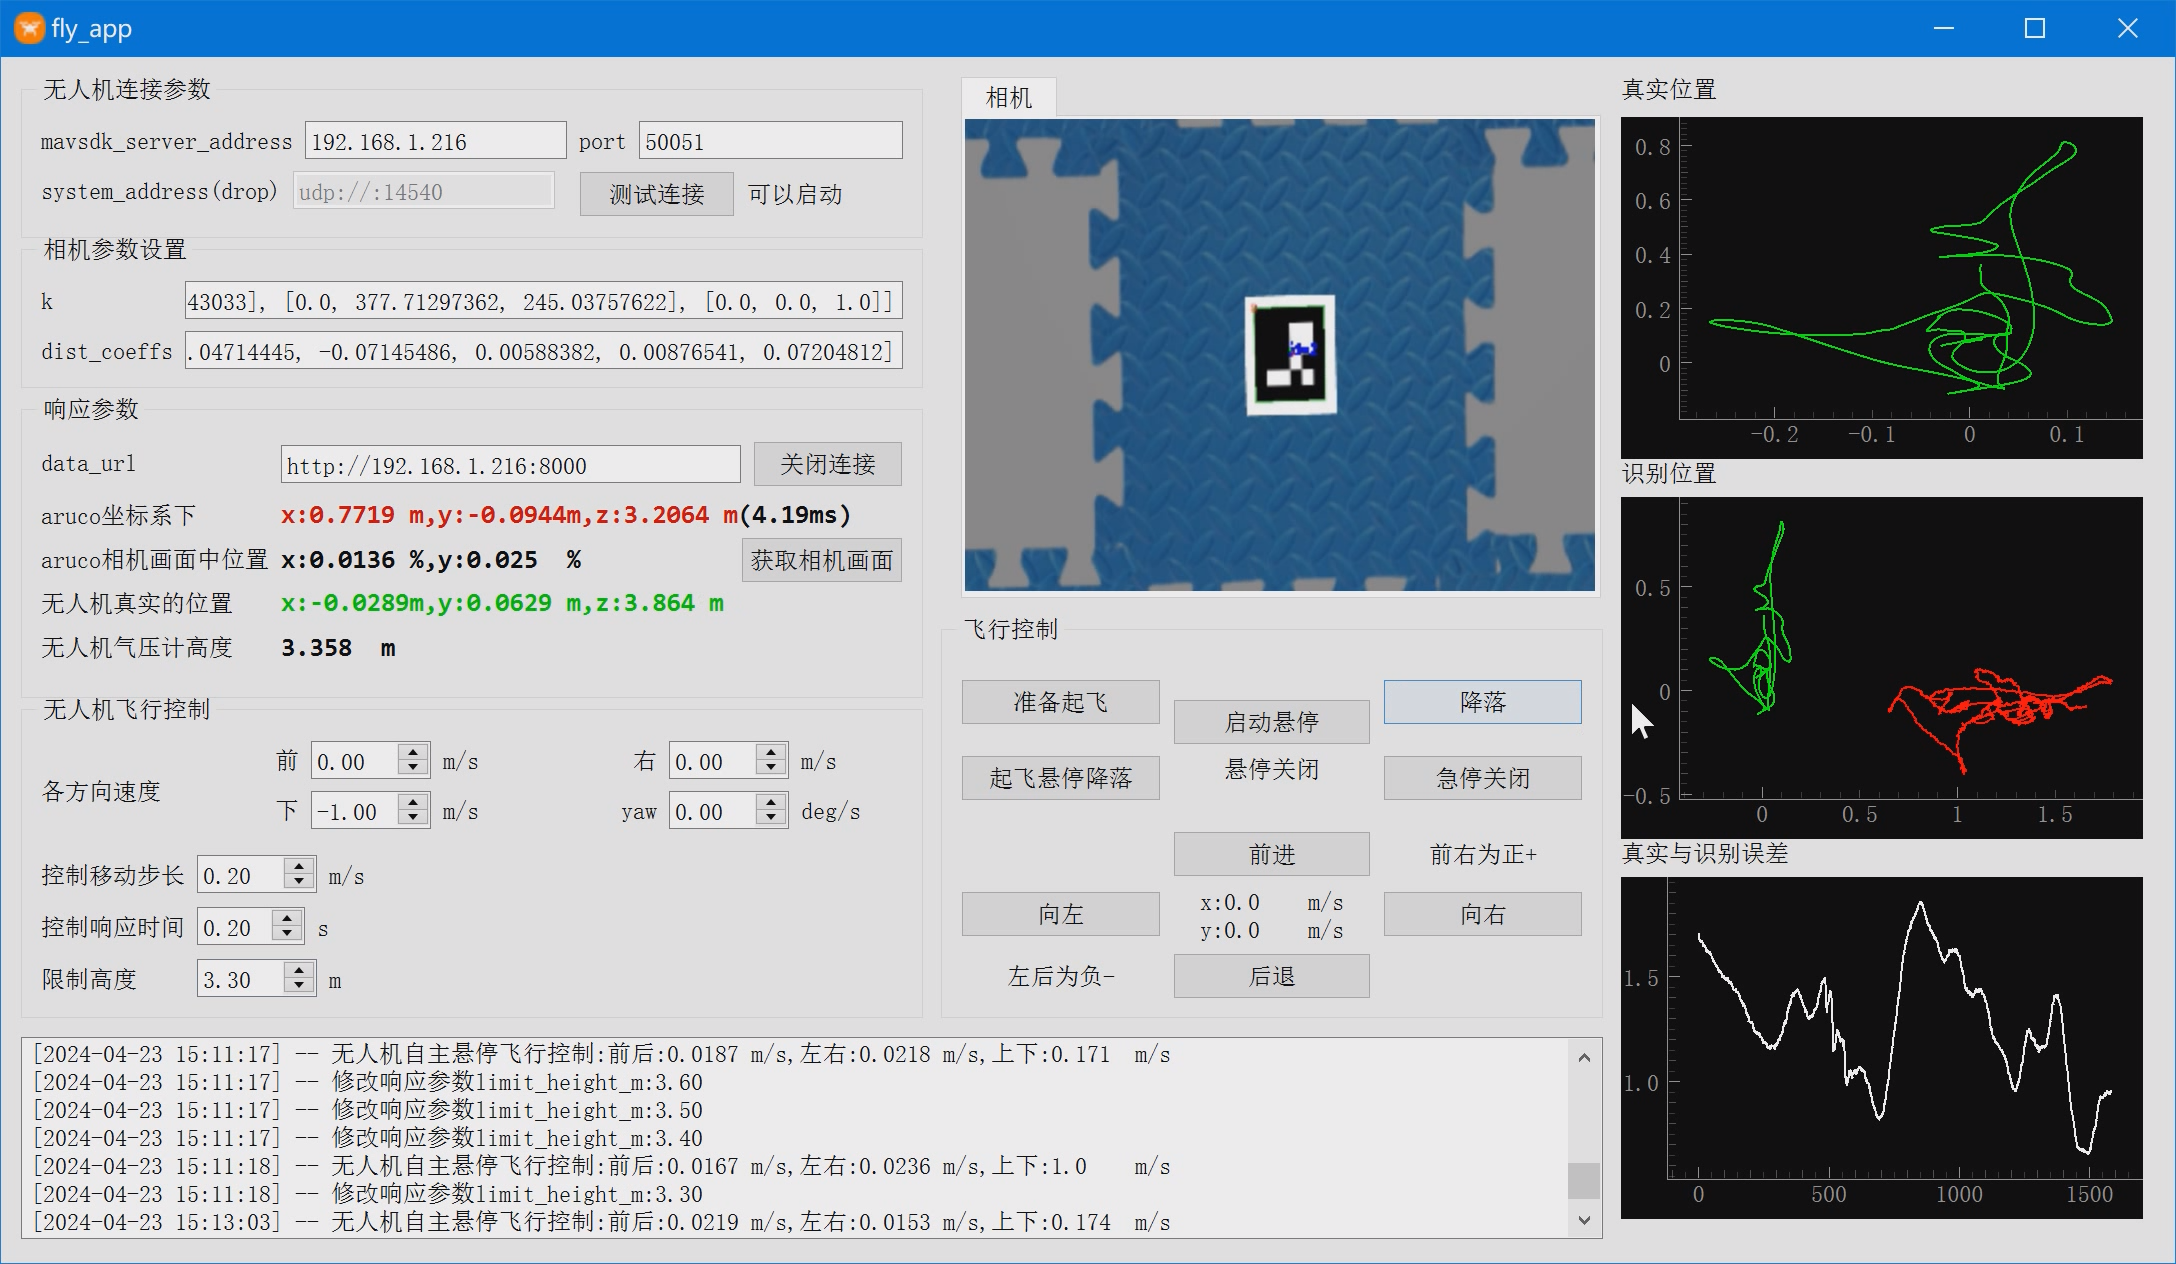 fly_app
无人机连接参数
mavsdk_server_address 192.168.1.216 port 50051
system_address(drop) udp://:14540 测试连接 可以启动
相机参数设置
k 43033], [0.0, 377.71297362, 245.03757622], [0.0, 0.0, 1.0]]
dist_coeffs .04714445, -0.07145486, 0.00588382, 0.00876541, 0.07204812]
响应参数
data_url http://192.168.1.216:8000 关闭连接
aruco坐标系下 x:0.7719 m,y:-0.0944m,z:3.2064 m(4.19ms)
aruco相机画面中位置 x:0.0136 %,y:0.025 % 获取相机画面
无人机真实的位置 x:-0.0289m,y:0.0629 m,z:3.864 m
无人机气压计高度 3.358 m
无人机飞行控制
各方向速度
前 0.00 m/s 右 0.00 m/s
下 -1.00 m/s yaw 0.00 deg/s
控制移动步长 0.20 m/s
控制响应时间 0.20 s
限制高度 3.30 m
相机
飞行控制
准备起飞 启动悬停 降落
起飞悬停降落 悬停关闭 急停关闭
前进 前右为正+
向左 x:0.0 m/s 向右
y:0.0 m/s
左后为负- 后退
[2024-04-23 15:11:17] -- 无人机自主悬停飞行控制:前后:0.0187 m/s,左右:0.0218 m/s,上下:0.171 m/s
[2024-04-23 15:11:17] -- 修改响应参数limit_height_m:3.60
[2024-04-23 15:11:17] -- 修改响应参数limit_height_m:3.50
[2024-04-23 15:11:17] -- 修改响应参数limit_height_m:3.40
[2024-04-23 15:11:18] -- 无人机自主悬停飞行控制:前后:0.0167 m/s,左右:0.0236 m/s,上下:1.0 m/s
[2024-04-23 15:11:18] -- 修改响应参数limit_height_m:3.30
[2024-04-23 15:13:03] -- 无人机自主悬停飞行控制:前后:0.0219 m/s,左右:0.0153 m/s,上下:0.174 m/s
真实位置
0.8
0.6
0.4
0.2
0
-0.2 -0.1 0 0.1
识别位置
0.5
0
-0.5
0 0.5 1 1.5
真实与识别误差
1.5
1.0
0 500 1000 1500